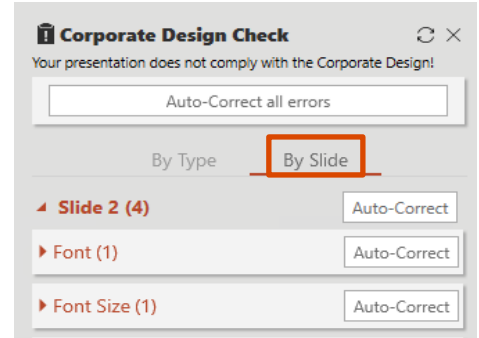 Corporate Design Check
Your presentation does not comply with the Corporate Design!
Auto-Correct all errors
By Type By Slide
Slide 2 (4) Auto-Correct
Font (1) Auto-Correct
Font Size (1) Auto-Correct